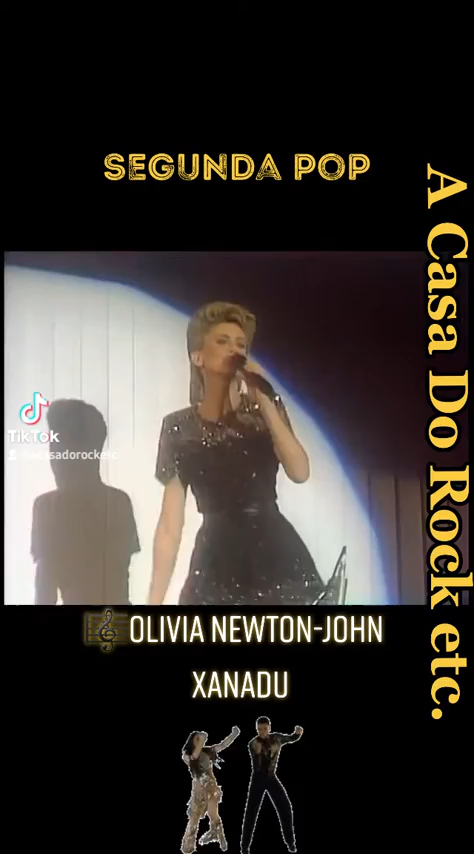 SEGUNDA POP
A Casa Do Rock etc.
TikTok
OLIVIA NEWTON-JOHN
XANADU